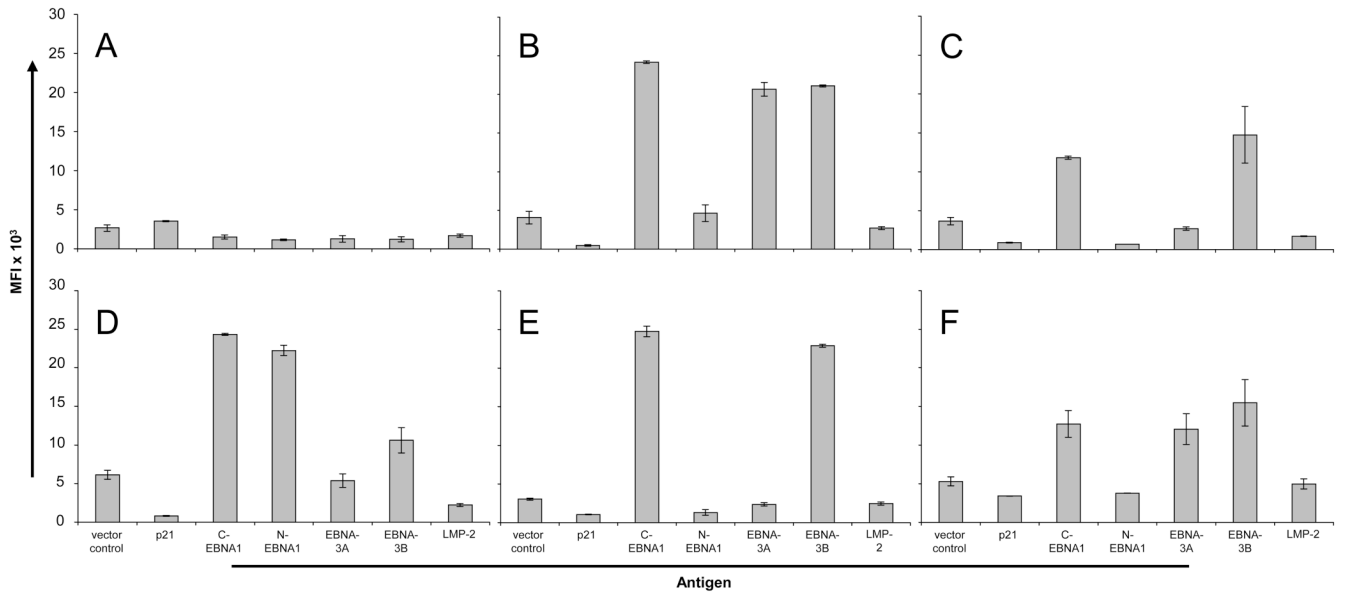 A
B
C
30
25
20
15
10
5
0
MFI x 10³
D
E
F
30
25
20
15
10
5
0
vector control
p21
C-EBNA1
N-EBNA1
EBNA-3A
EBNA-3B
LMP-2
vector control
p21
C-EBNA1
N-EBNA1
EBNA-3A
EBNA-3B
LMP-2
vector control
p21
C-EBNA1
N-EBNA1
EBNA-3A
EBNA-3B
LMP-2
Antigen